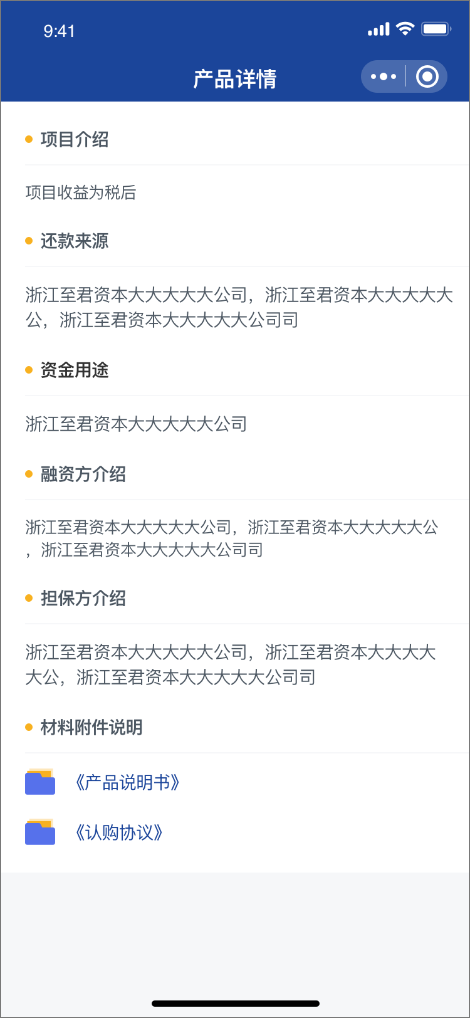 9:41
产品详情
项目介绍
项目收益为税后
还款来源
浙江至君资本大大大大大公司，浙江至君资本大大大大大
公，浙江至君资本大大大大大公司司
资金用途
浙江至君资本大大大大大公司
融资方介绍
浙江至君资本大大大大大公司，浙江至君资本大大大大大公
，浙江至君资本大大大大大公司司
担保方介绍
浙江至君资本大大大大大公司，浙江至君资本大大大大
大公，浙江至君资本大大大大大公司司
材料附件说明
《产品说明书》
《认购协议》